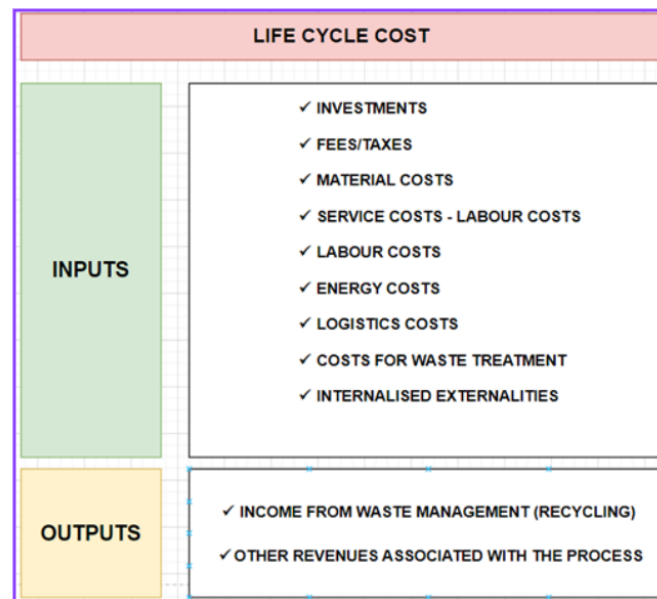 LIFE CYCLE COST
INPUTS
✓ INVESTMENTS
✓ FEES/TAXES
✓ MATERIAL COSTS
✓ SERVICE COSTS - LABOUR COSTS
✓ LABOUR COSTS
✓ ENERGY COSTS
✓ LOGISTICS COSTS
✓ COSTS FOR WASTE TREATMENT
✓ INTERNALISED EXTERNALITIES
OUTPUTS
✓ INCOME FROM WASTE MANAGEMENT (RECYCLING)
✓ OTHER REVENUES ASSOCIATED WITH THE PROCESS